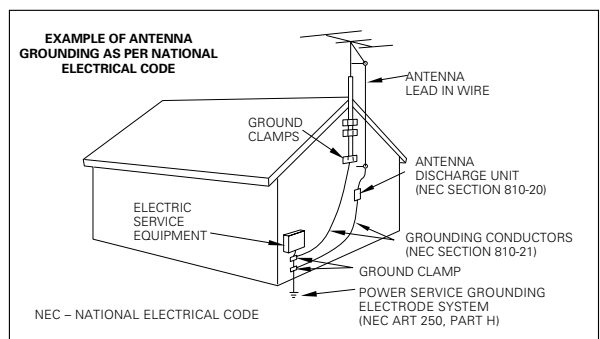 EXAMPLE OF ANTENNA
GROUNDING AS PER NATIONAL
ELECTRICAL CODE
ANTENNA
LEAD IN WIRE
GROUND
CLAMPS
ANTENNA
DISCHARGE UNIT
(NEC SECTION 810-20)
ELECTRIC
SERVICE
EQUIPMENT
GROUNDING CONDUCTORS
(NEC SECTION 810-21)
GROUND CLAMP
POWER SERVICE GROUNDING
ELECTRODE SYSTEM
(NEC ART 250, PART H)
NEC – NATIONAL ELECTRICAL CODE